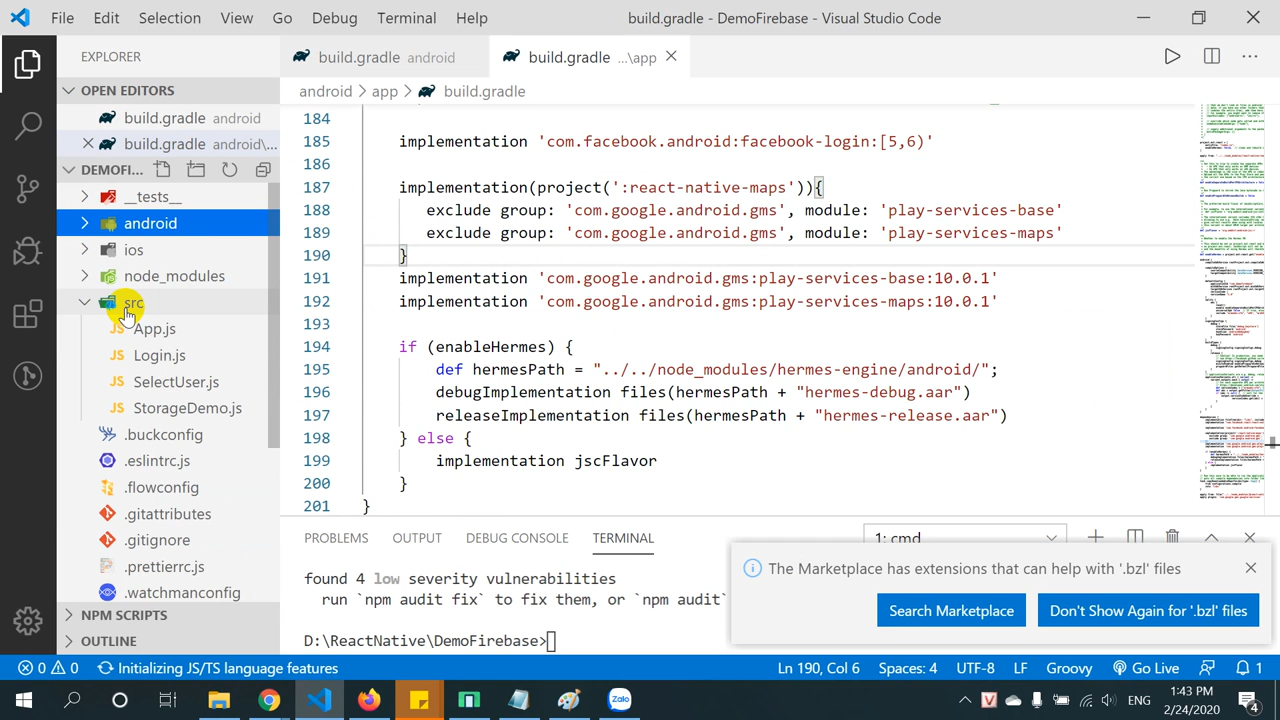 File Edit Selection View Go Debug Terminal Help build.gradle - DemoFirebase - Visual Studio Code
EXPLORER
OPEN EDITORS
build.gradle android
build.gradle android\...
DEMOFI...
__tests__
android
node_modules
src
App.js
Login.js
SelectUser.js
StorageDemo.js
.buckconfig
.eslintrc.js
.flowconfig
.gitattributes
.gitignore
.prettierrc.js
.watchmanconfig
NPM SCRIPTS
OUTLINE
build.gradle android
build.gradle ...\app
android > app > build.gradle
184
185 implementation 'com.facebook.android:facebook-login:[5,6)'
186
187 implementation(project(':react-native-maps')){
188 exclude group: 'com.google.android.gms', module: 'play-services-base'
189 exclude group: 'com.google.android.gms', module: 'play-services-maps'
190 }
191 implementation 'com.google.android.gms:
192 implementation 'com.google.android.gms:play-services-maps:
193
194 if (enableHermes) {
195 def hermesPath = "../../node_modules/hermes-engine/android/";
196 debugImplementation files(hermesPath + "hermes-debug.aar")
197 releaseImplementation files(hermesPath + "hermes-release.aar")
198 } else {
199 implementation jscFlavor
200 }
201 }
PROBLEMS OUTPUT DEBUG CONSOLE TERMINAL 1: cmd
found 4 low severity vulnerabilities
run `npm audit fix` to fix them, or `npm audit`
D:\ReactNative\DemoFirebase>
The Marketplace has extensions that can help with '.bzl' files
Search Marketplace Don't Show Again for '.bzl' files
0 0 Initializing JS/TS language features Ln 190, Col 6 Spaces: 4 UTF-8 LF Groovy Go Live 1
Zalo ENG 1:43 PM
2/24/2020 4